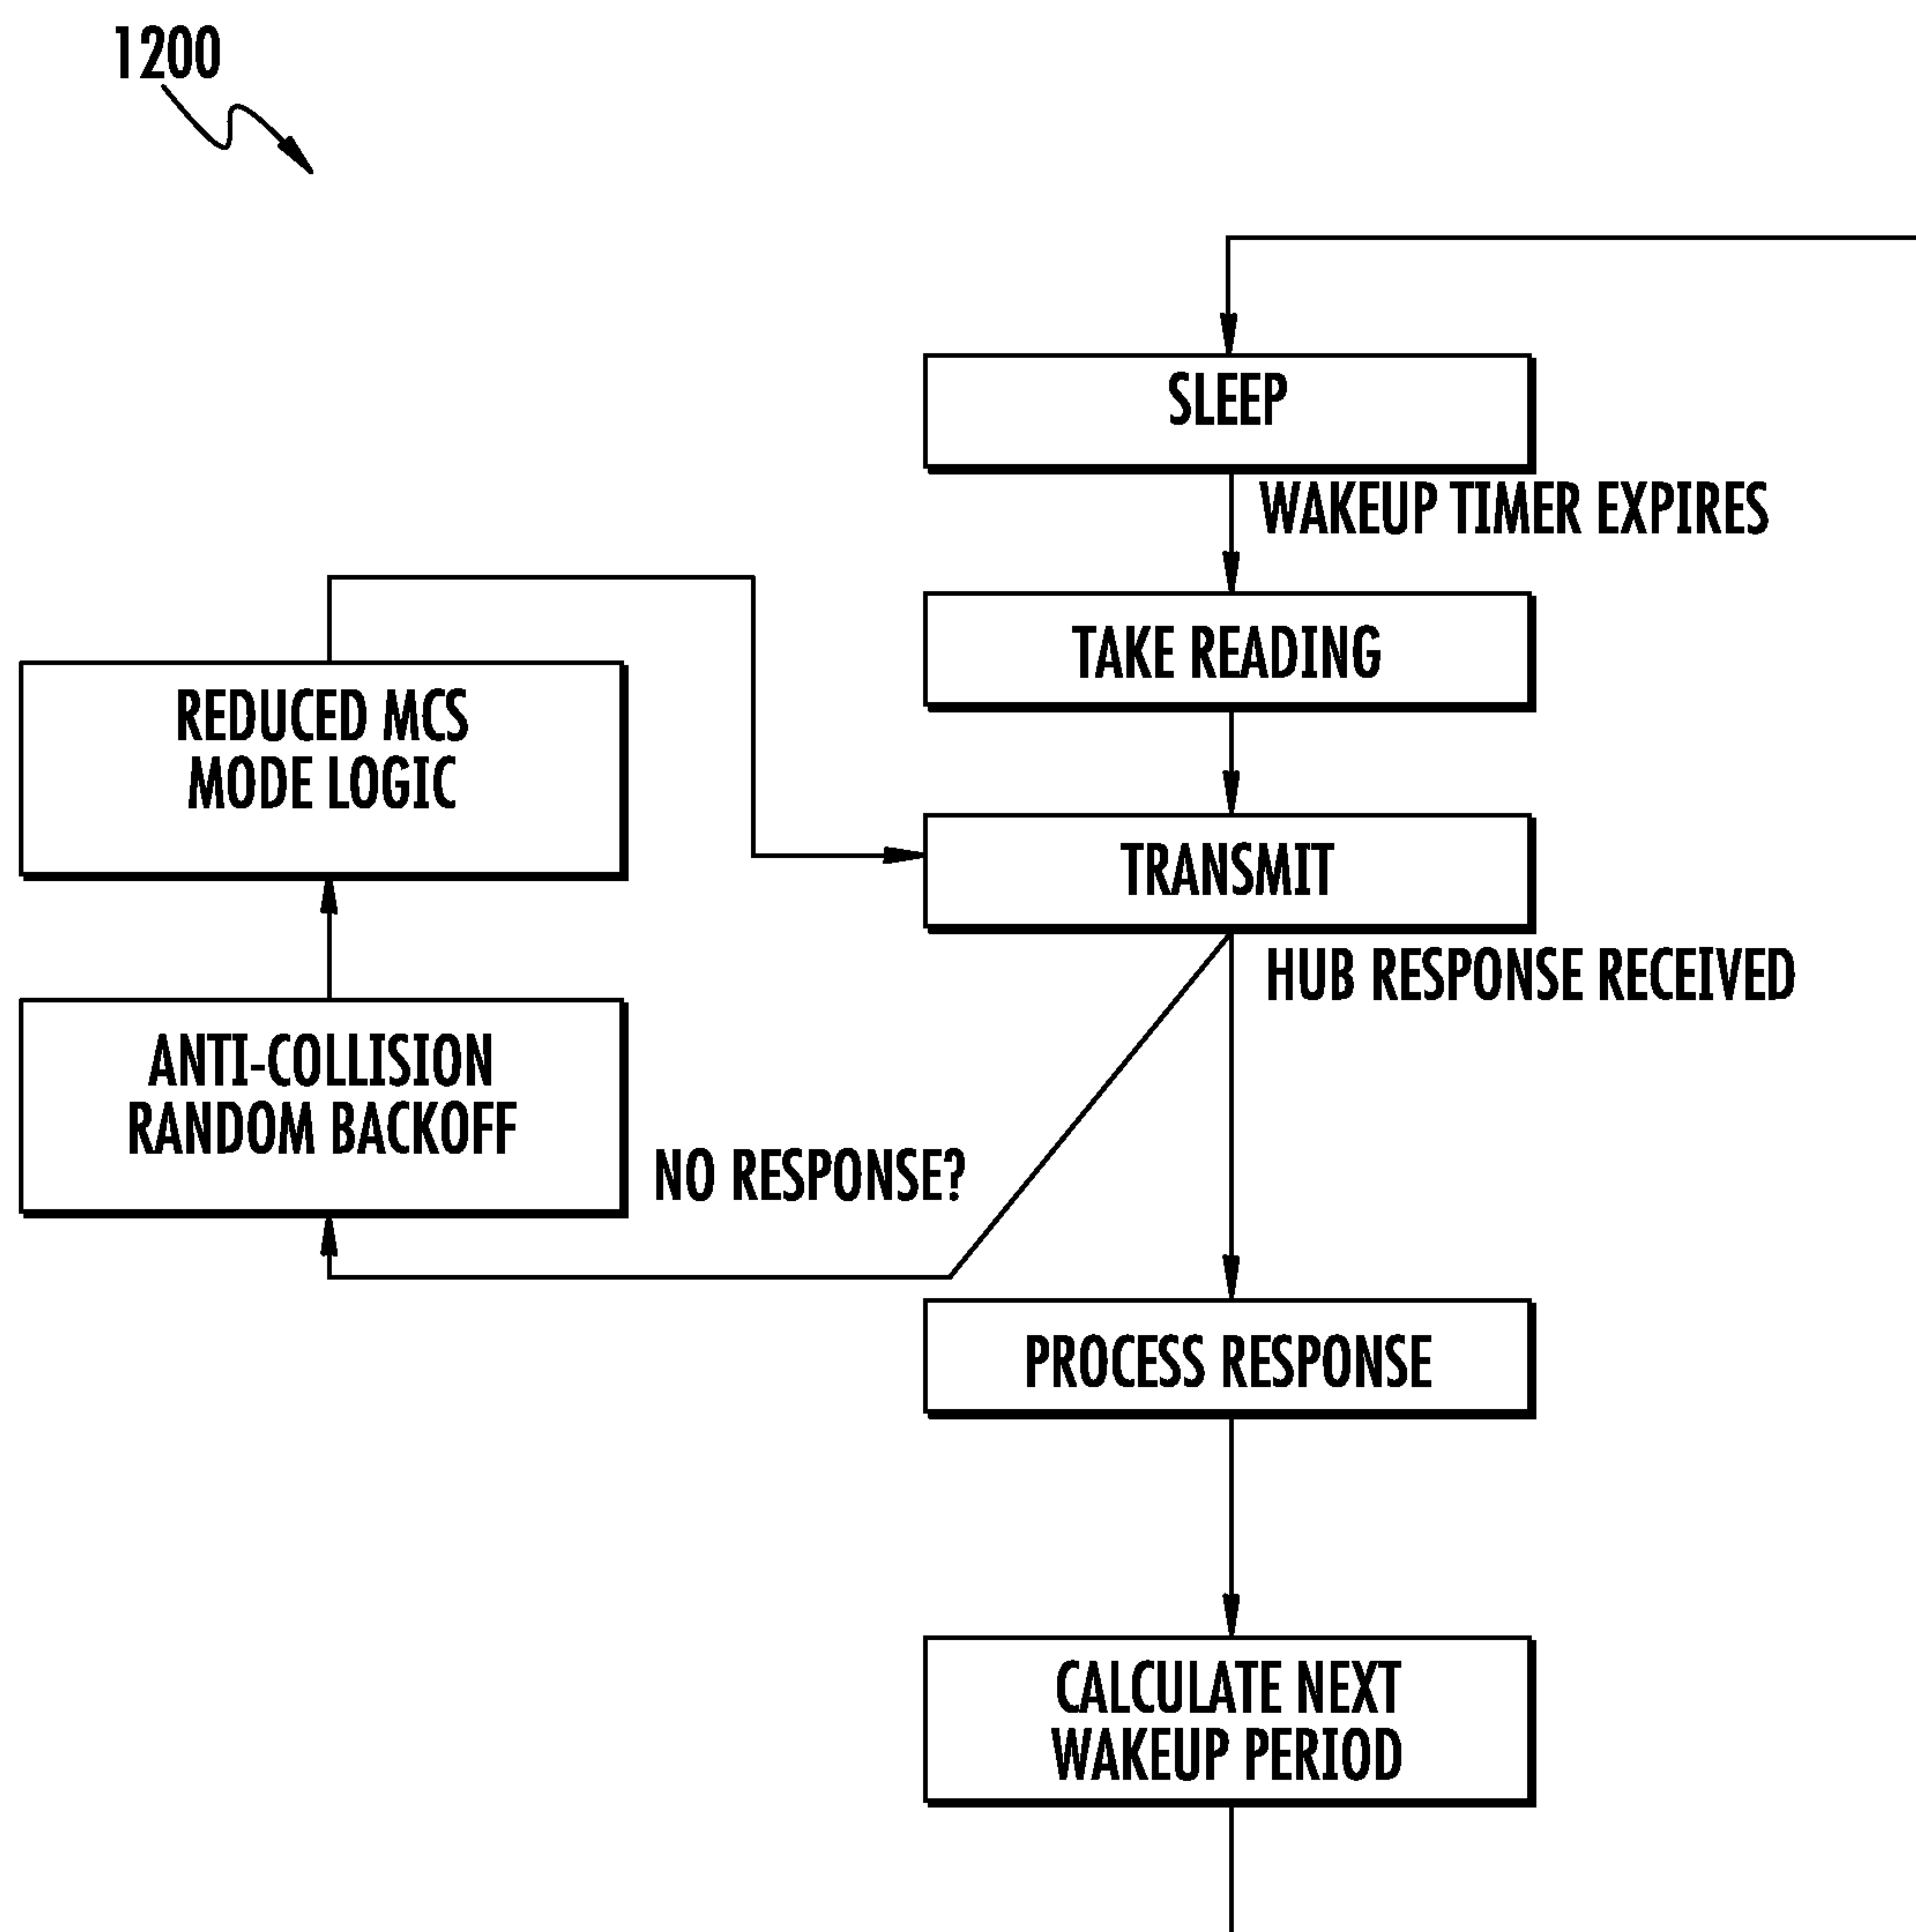 1200
SLEEP
WAKEUP TIMER EXPIRES
TAKE READING
REDUCED MCS
MODE LOGIC
TRANSMIT
HUB RESPONSE RECEIVED
ANTI-COLLISION
RANDOM BACKOFF
NO RESPONSE?
PROCESS RESPONSE
CALCULATE NEXT
WAKEUP PERIOD